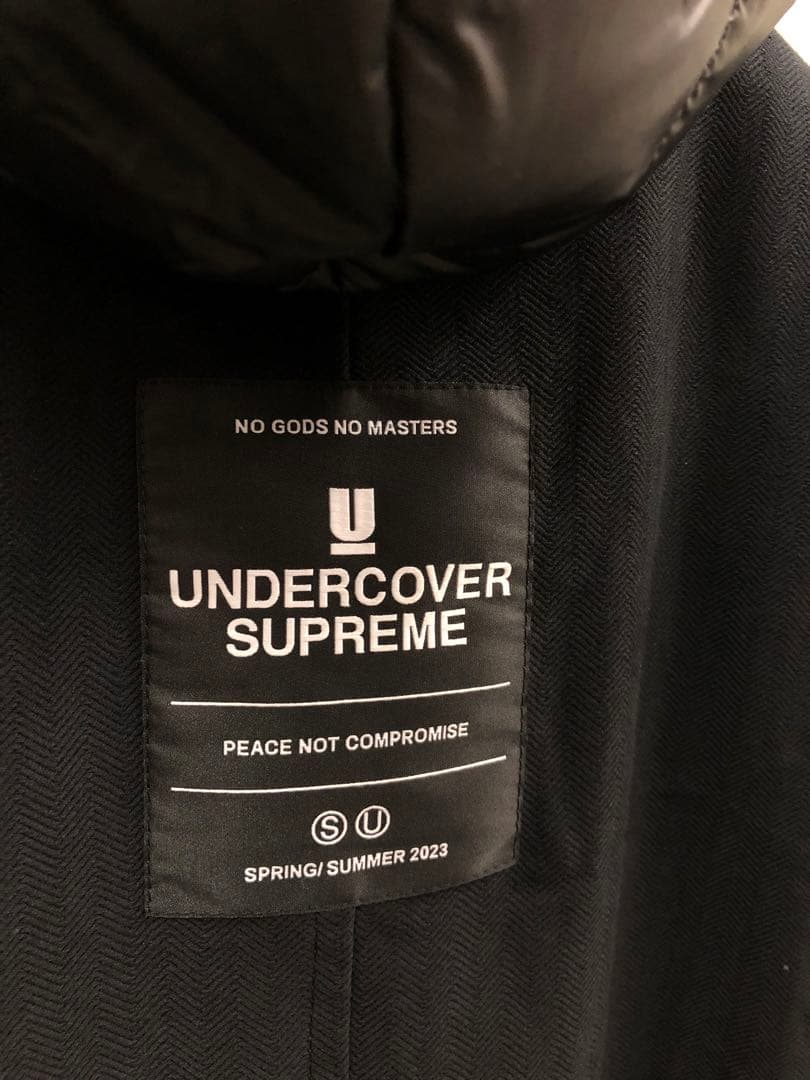 NO GODS NO MASTERS
U
UNDERCOVER
SUPREME
PEACE NOT COMPROMISE
Ⓢ Ⓤ
SPRING/ SUMMER 2023